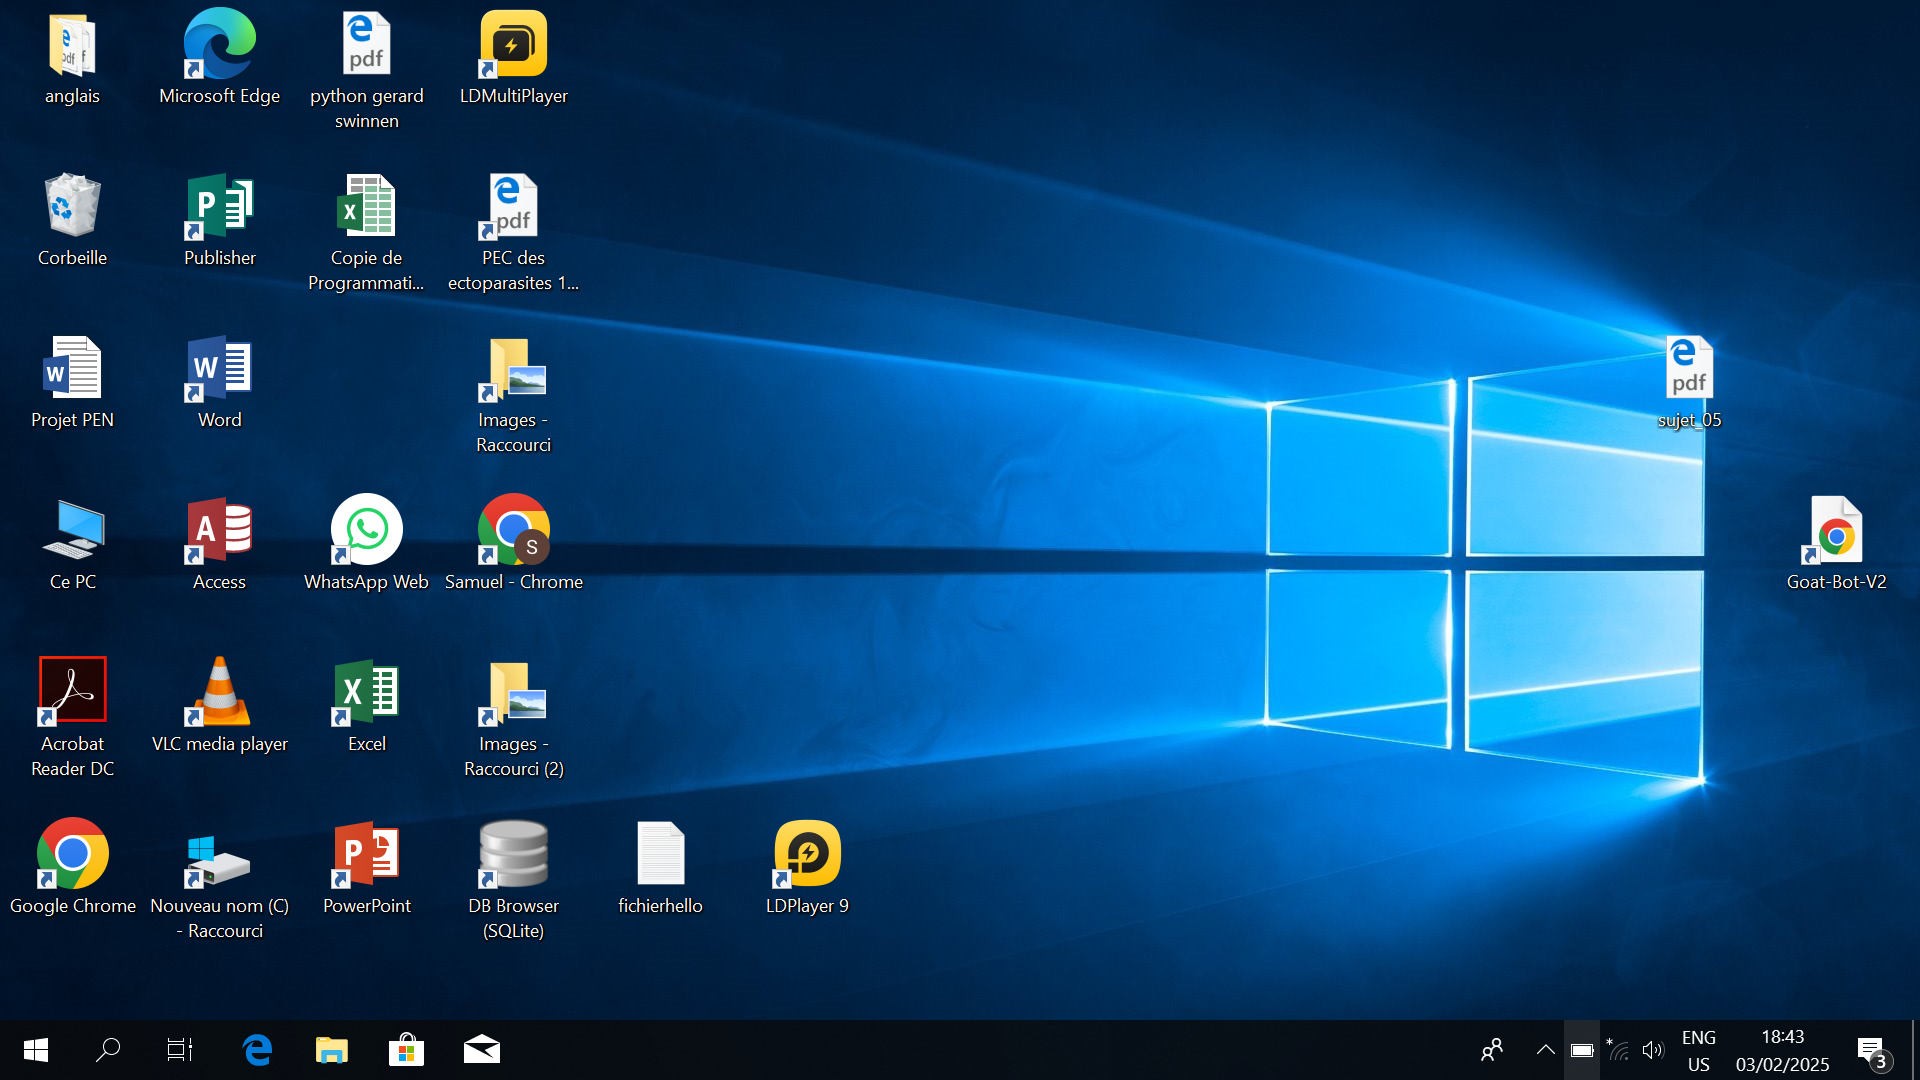 anglais
Microsoft Edge
pdf
python gerard
swinnen
LDMultiPlayer
Corbeille
P
Publisher
X
Copie de
Programmati...
pdf
PEC des
ectoparasites 1...
W
Projet PEN
W
Word
Images -
Raccourci
pdf
sujet_05
Ce PC
A
Access
WhatsApp Web
S
Samuel - Chrome
Goat-Bot-V2
Acrobat
Reader DC
VLC media player
X
Excel
Images -
Raccourci (2)
Google Chrome
Nouveau nom (C)
- Raccourci
P
PowerPoint
DB Browser
(SQLite)
fichierhello
LDPlayer 9
ENG
US
18:43
03/02/2025
3